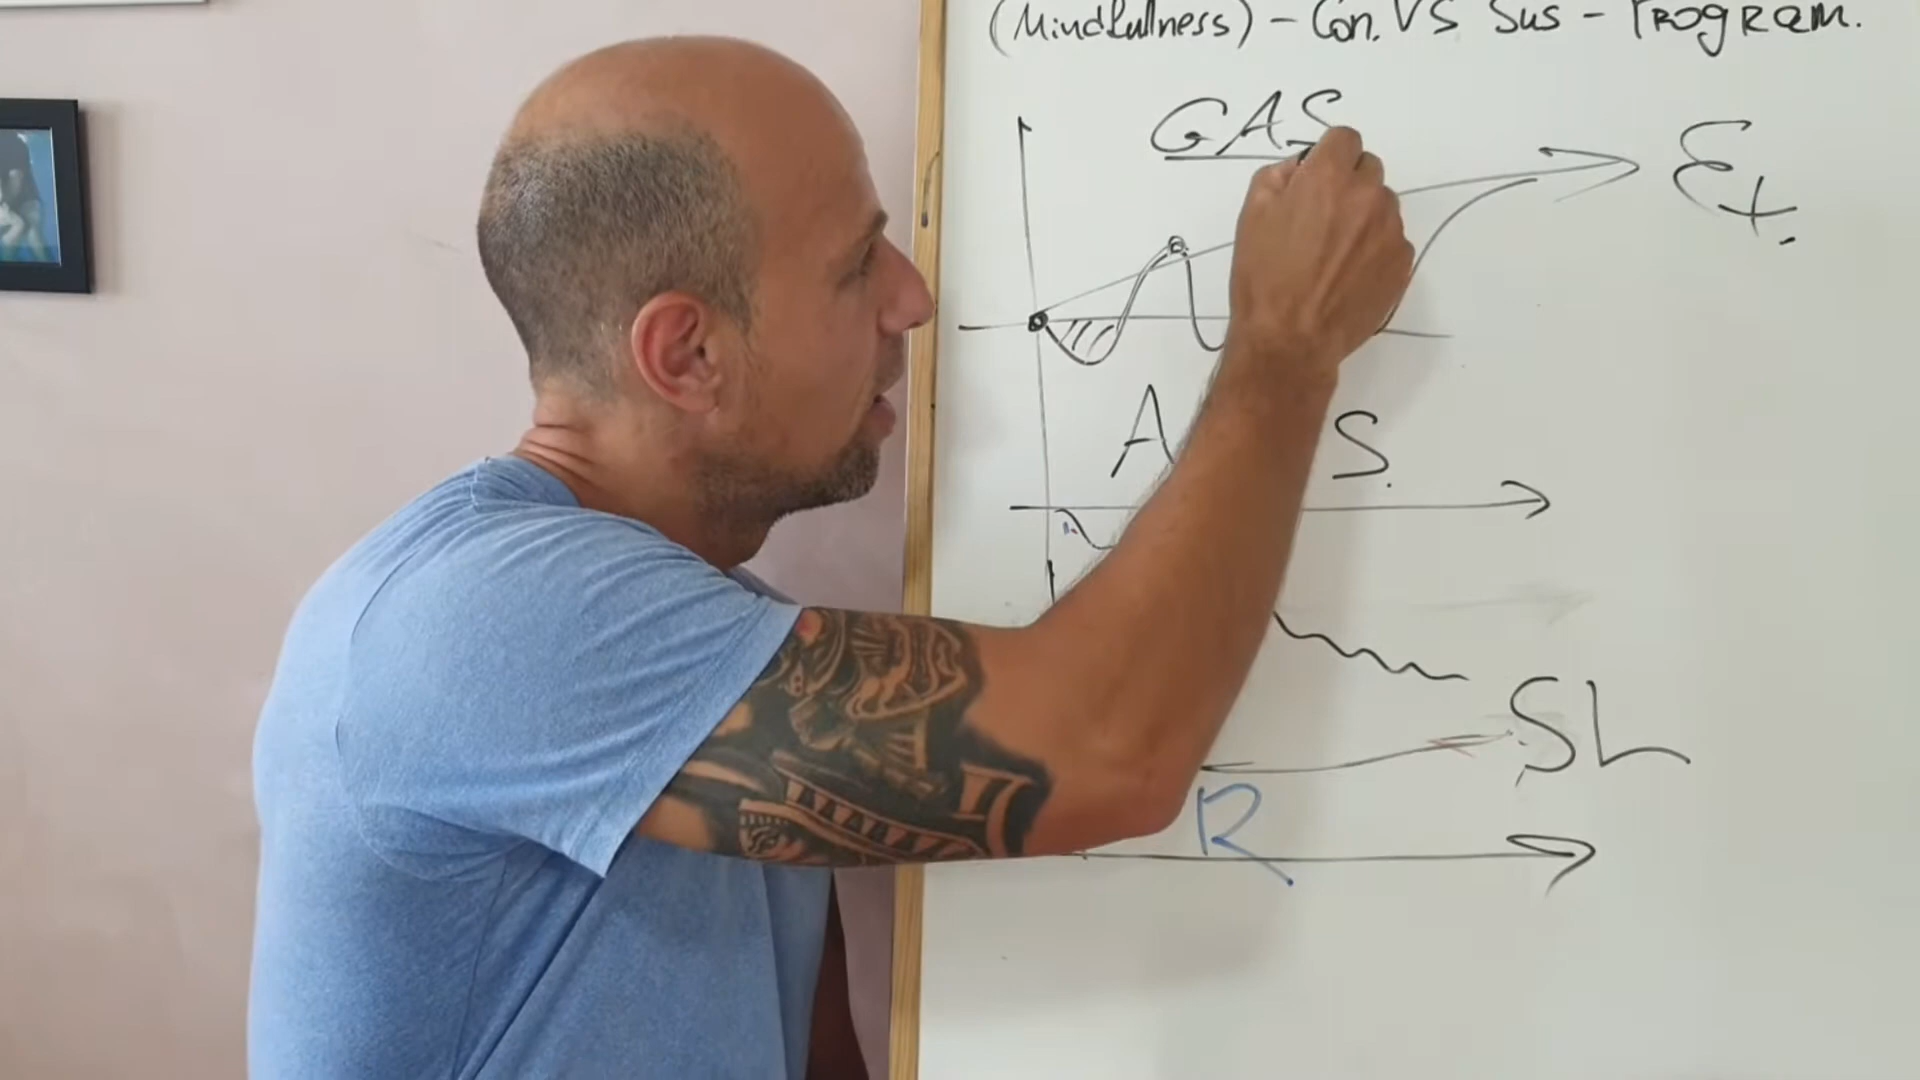 (Mindfullness) - Con. VS Sus - Program.
GAS
Ex.
A S.
SL
R